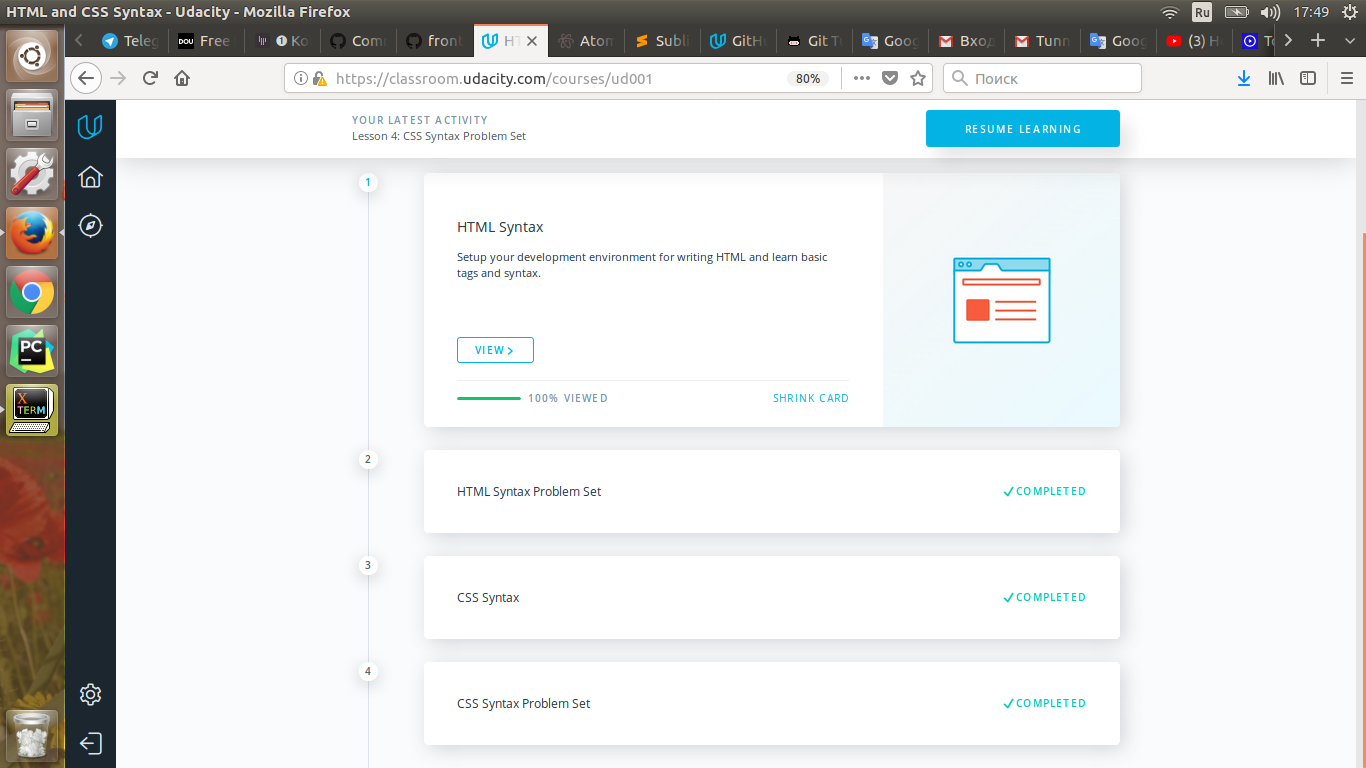 HTML and CSS Syntax - Udacity - Mozilla Firefox
Ru
17:49
Teleg
DOU
Free
Ko
Com
front
HT
Atom
Subli
GitH
Git Tu
Goog
Вход
Tunn
Goog
(3) H
To
https://classroom.udacity.com/courses/ud001
80%
Поиск
YOUR LATEST ACTIVITY
Lesson 4: CSS Syntax Problem Set
RESUME LEARNING
1
HTML Syntax
Setup your development environment for writing HTML and learn basic
tags and syntax.
VIEW
100% VIEWED
SHRINK CARD
2
HTML Syntax Problem Set
COMPLETED
3
CSS Syntax
COMPLETED
4
CSS Syntax Problem Set
COMPLETED
PC
X
TERM